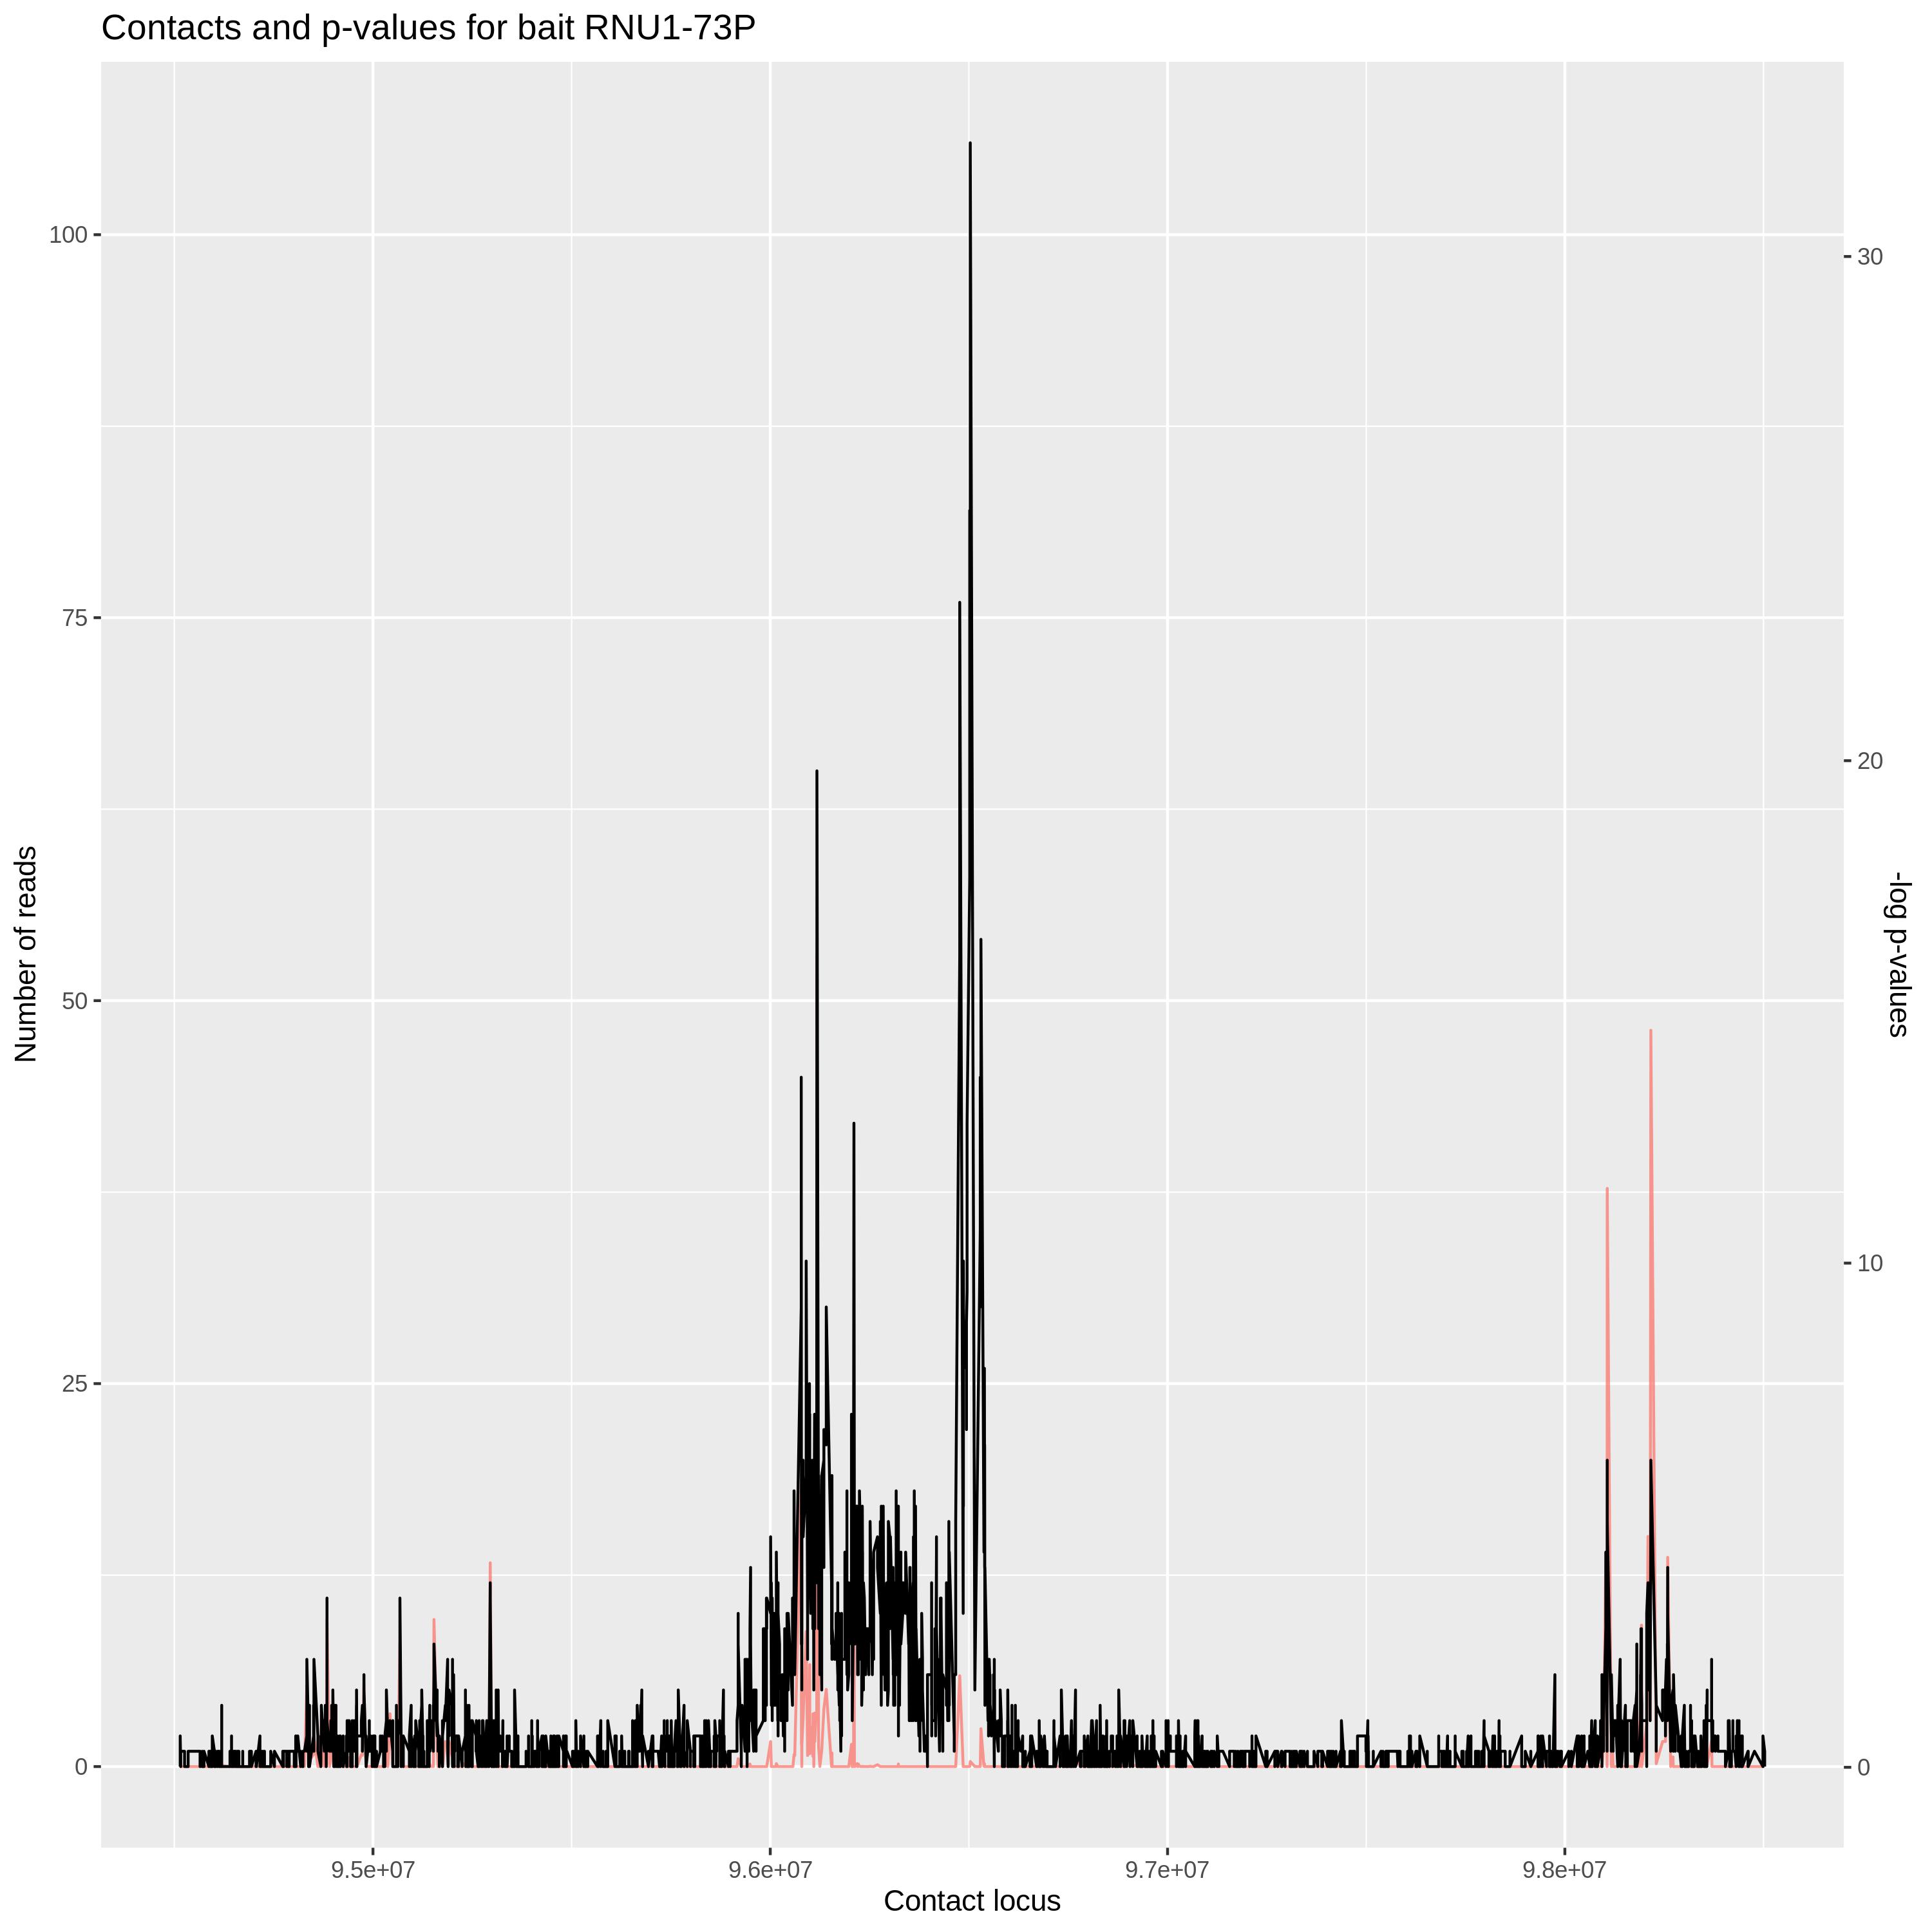 Contacts and p-values for bait RNU1-73P
100
75
50
25
0
30
20
10
0
Number of reads
-log p-values
9.5e+07
9.6e+07
9.7e+07
9.8e+07
Contact locus